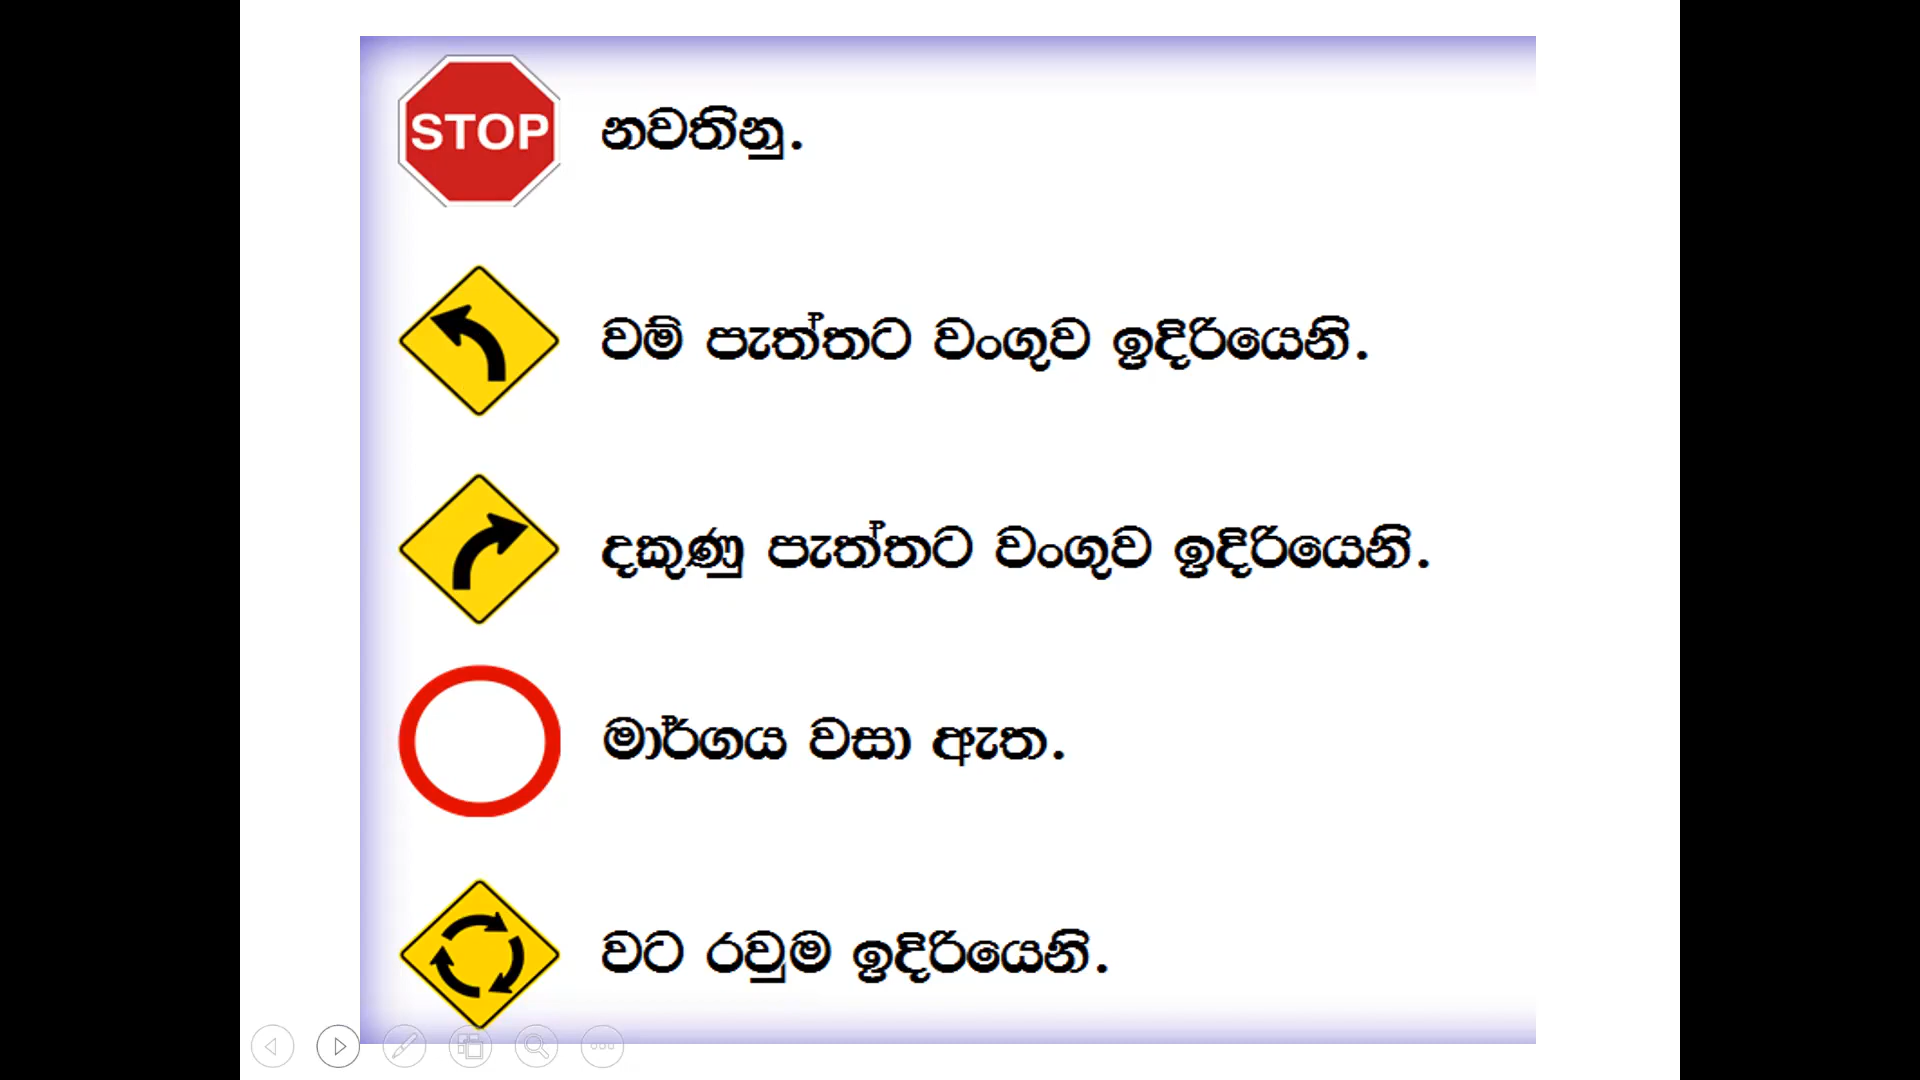 STOP
නවතිනු.
වම් පැත්තට වංගුව ඉදිරියෙනි.
දකුණු පැත්තට වංගුව ඉදිරියෙනි.
මාර්ගය වසා ඇත.
වට රවුම ඉදිරියෙනි.